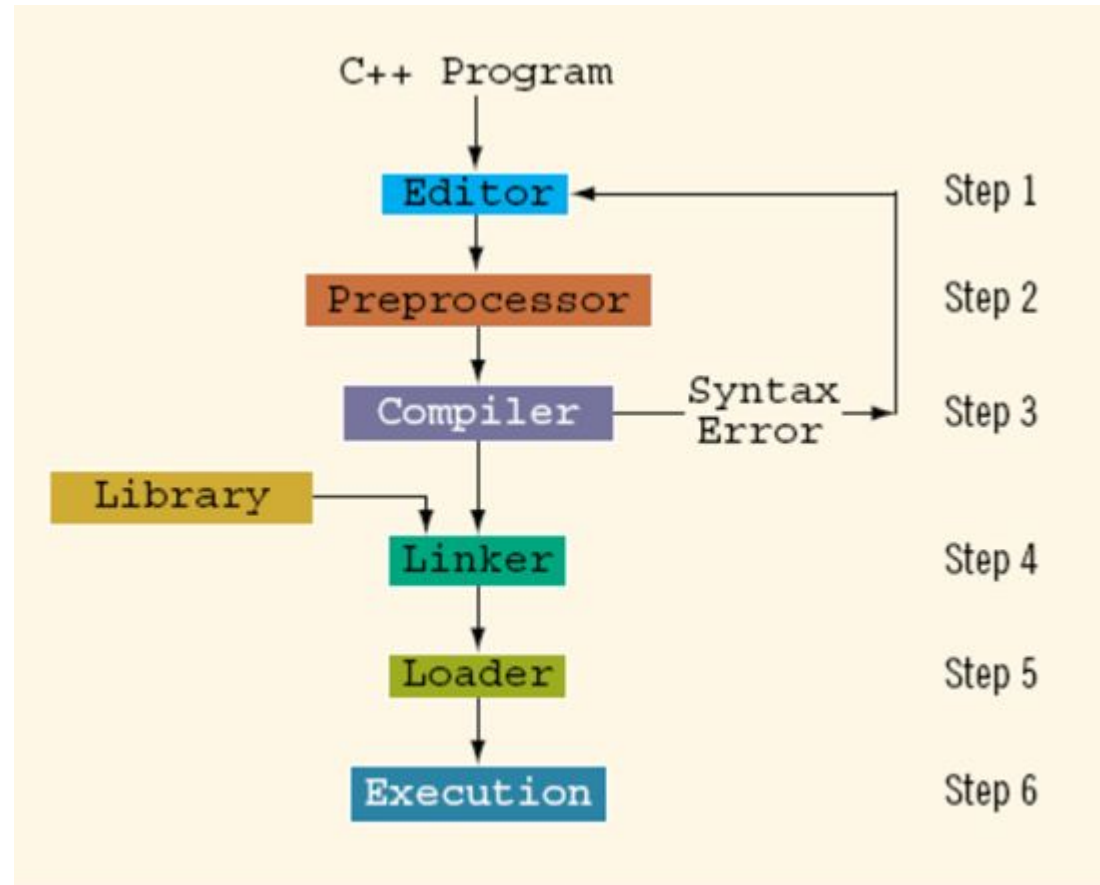 C++ Program
Editor
Step 1
Preprocessor
Step 2
Compiler
Syntax
Error
Step 3
Library
Linker
Step 4
Loader
Step 5
Execution
Step 6